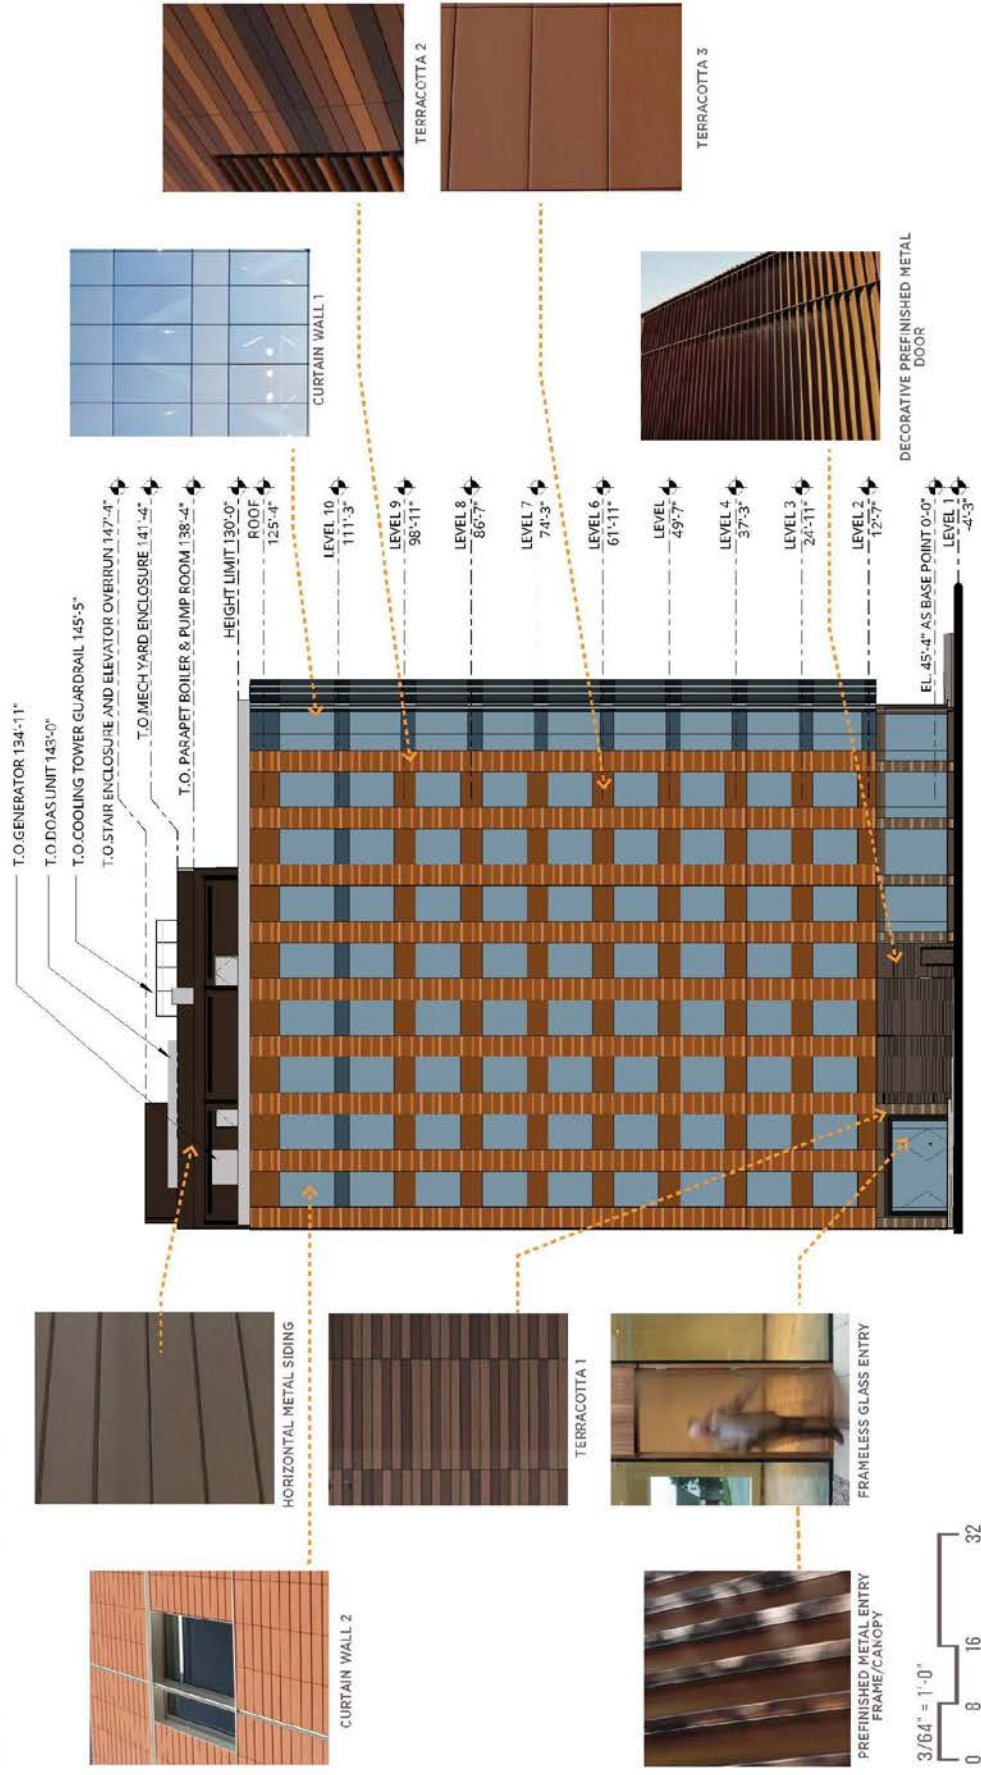 T.O.GENERATOR 134'-11"
T.O.DOAS UNIT 143'-0"
T.O.COOLING TOWER GUARDRAIL 145'-5"
T.O.STAIR ENCLOSURE AND ELEVATOR OVERRUN 147'-4"
T.O.MECH YARD ENCLOSURE 141'-4"
T.O. PARAPET BOILER & PUMP ROOM 138'-4"
HEIGHT LIMIT 130'-0"
ROOF
125'-4"
LEVEL 10
111'-3"
LEVEL 9
98'-11"
LEVEL 8
86'-7"
LEVEL 7
74'-3"
LEVEL 6
61'-11"
LEVEL
49'-7"
LEVEL 4
37'-3"
LEVEL 3
24'-11"
LEVEL 2
12'-7"
EL. 45'-4" AS BASE POINT 0'-0"
LEVEL 1
-4'-3"
CURTAIN WALL 2
HORIZONTAL METAL SIDING
TERRACOTTA 1
PREFINISHED METAL ENTRY
FRAME/CANOPY
FRAMELESS GLASS ENTRY
CURTAIN WALL 1
TERRACOTTA 2
TERRACOTTA 3
DECORATIVE PREFINISHED METAL
DOOR
3/64" = 1'-0"
0 8 16 32